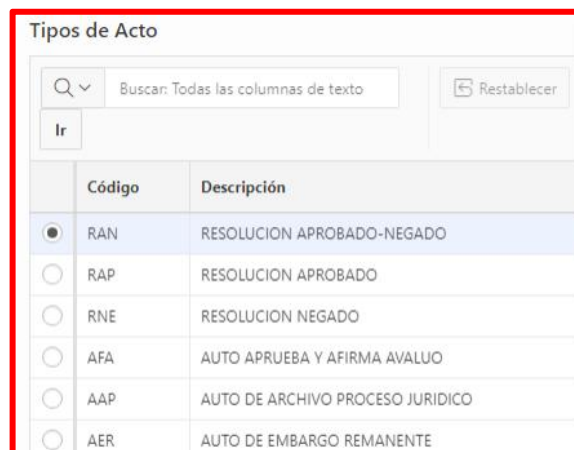 Tipos de Acto
Buscar: Todas las columnas de texto Restablecer
Ir
Código Descripción
RAN RESOLUCION APROBADO-NEGADO
RAP RESOLUCION APROBADO
RNE RESOLUCION NEGADO
AFA AUTO APRUEBA Y AFIRMA AVALUO
AAP AUTO DE ARCHIVO PROCESO JURIDICO
AER AUTO DE EMBARGO REMANENTE